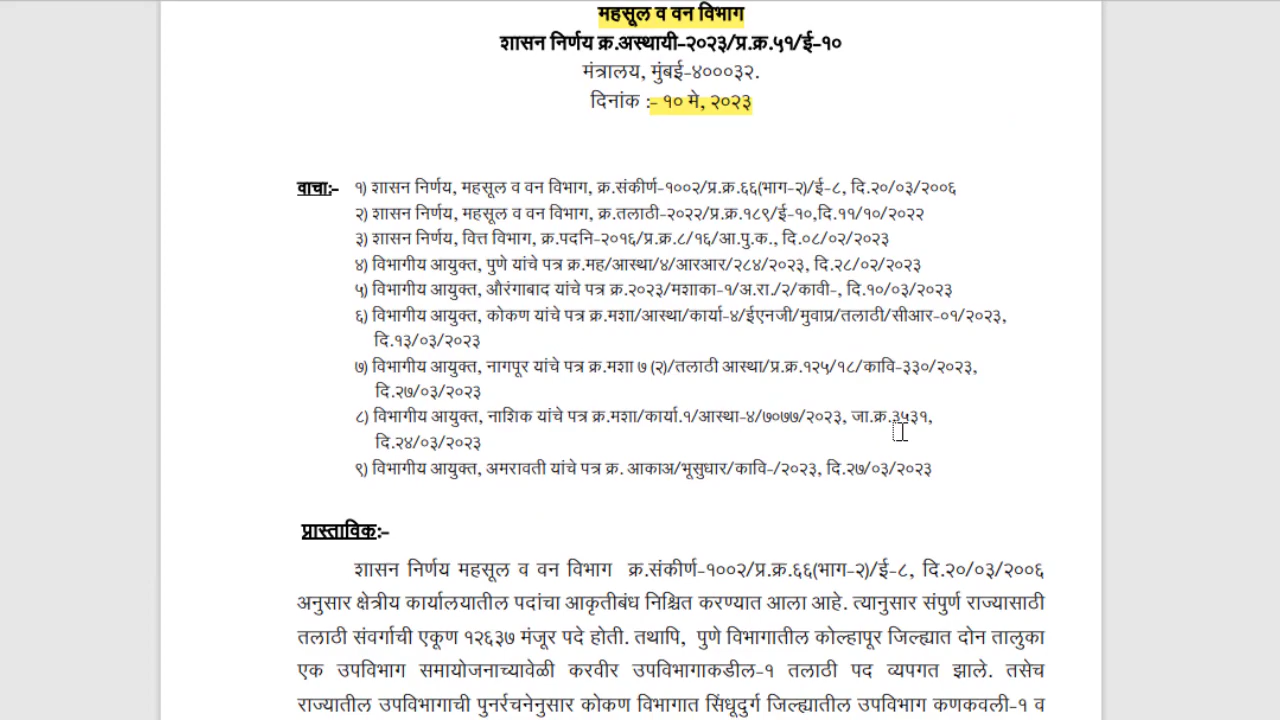 महसूल व वन विभाग
शासन निर्णय क्र.अस्थायी-२०२३/प्र.क्र.५१/ई-१०
मंत्रालय, मुंबई-४०००३२.
दिनांक :- १० मे, २०२३
वाचा:- १) शासन निर्णय, महसूल व वन विभाग, क्र.संकीर्ण-१००२/प्र.क्र.६६(भाग-२)/ई-८, दि.२०/०३/२००६
२) शासन निर्णय, महसूल व वन विभाग, क्र.तलाठी-२०२२/प्र.क्र.१८९/ई-१०,दि.११/१०/२०२२
३) शासन निर्णय, वित्त विभाग, क्र.पदनि-२०१६/प्र.क्र.८/१६/आ.पु.क., दि.०८/०२/२०२३
४) विभागीय आयुक्त, पुणे यांचे पत्र क्र.मह/आस्था/४/आरआर/२८४/२०२३, दि.२८/०२/२०२३
५) विभागीय आयुक्त, औरंगाबाद यांचे पत्र क्र.२०२३/मशाका-१/अ.रा./२/कावी-, दि.१०/०३/२०२३
६) विभागीय आयुक्त, कोकण यांचे पत्र क्र.मशा/आस्था/कार्या-४/ईएनजी/मुवाप्र/तलाठी/सीआर-०१/२०२३,
दि.१३/०३/२०२३
७) विभागीय आयुक्त, नागपूर यांचे पत्र क्र.मशा ७ (२)/तलाठी आस्था/प्र.क्र.१२५/१८/कावि-३३०/२०२३,
दि.२७/०३/२०२३
८) विभागीय आयुक्त, नाशिक यांचे पत्र क्र.मशा/कार्या.१/आस्था-४/७०७७/२०२३, जा.क्र.३५३१,
दि.२४/०३/२०२३
९) विभागीय आयुक्त, अमरावती यांचे पत्र क्र. आकाअ/भूसुधार/कावि-/२०२३, दि.२७/०३/२०२३
प्रास्ताविक:-
शासन निर्णय महसूल व वन विभाग क्र.संकीर्ण-१००२/प्र.क्र.६६(भाग-२)/ई-८, दि.२०/०३/२००६
अनुसार क्षेत्रीय कार्यालयातील पदांचा आकृतीबंध निश्चित करण्यात आला आहे. त्यानुसार संपुर्ण राज्यासाठी
तलाठी संवर्गाची एकूण १२६३७ मंजूर पदे होती. तथापि, पुणे विभागातील कोल्हापूर जिल्ह्यात दोन तालुका
एक उपविभाग समायोजनाच्यावेळी करवीर उपविभागाकडील-१ तलाठी पद व्यपगत झाले. तसेच
राज्यातील उपविभागाची पुनर्रचनेनुसार कोकण विभागात सिंधूदुर्ग जिल्ह्यातील उपविभाग कणकवली-१ व